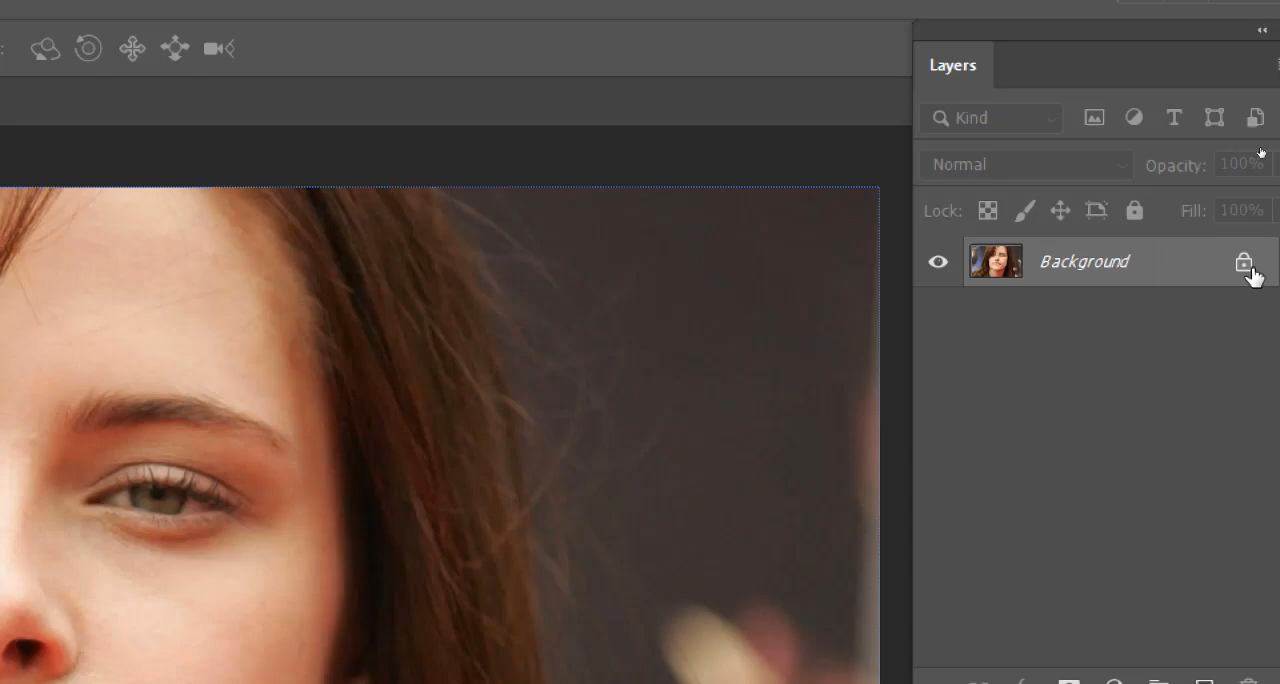 :
Layers
Kind
Normal
Opacity: 100%
Lock:
Fill: 100%
Background